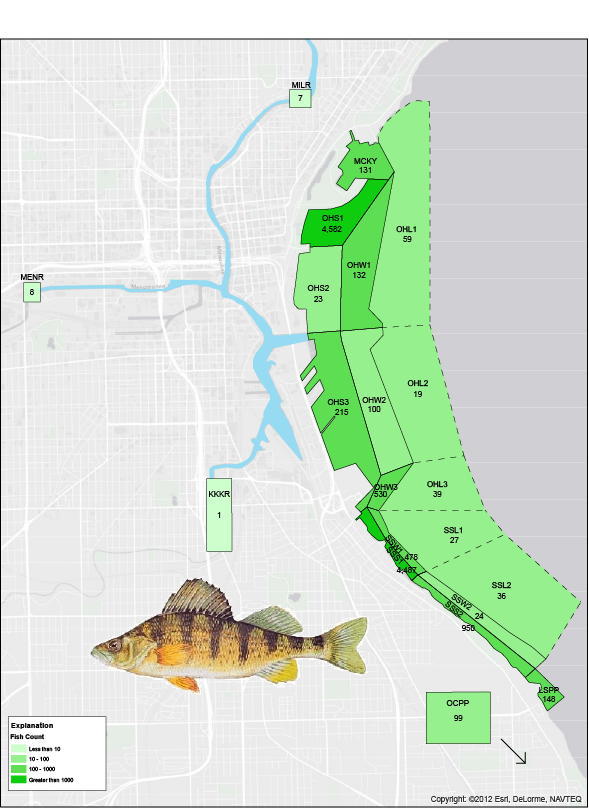 MILR
7
MCKY
131
OHS1
4,582
OHL1
59
OHW1
132
MENR
8
OHS2
23
OHL2
19
OHS3
215
OHW2
100
OHW3
530
OHL3
39
KKKR
1
SSL1
27
SSW1
478
SSS1
SSL2
36
SSW2
24
SSS2
950
LSPP
148
OCPP
99
Explanation
Fish Count
Less than 10
10 - 100
100 - 1000
Greater than 1000
Copyright: ©2012 Esri, DeLorme, NAVTEQ